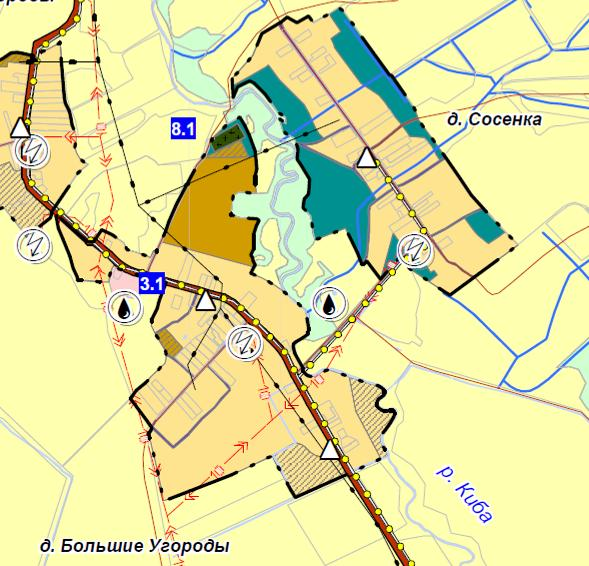 д. Сосенка
8.1
3.1
р. Киба
д. Большие Угороды